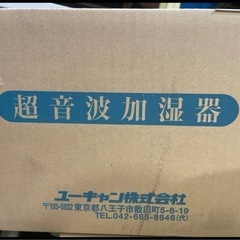 超音波加湿器
ユーキャン株式会社
〒193-0832 東京都八王子市散田町5-6-19
TEL.042-665-8846(代)